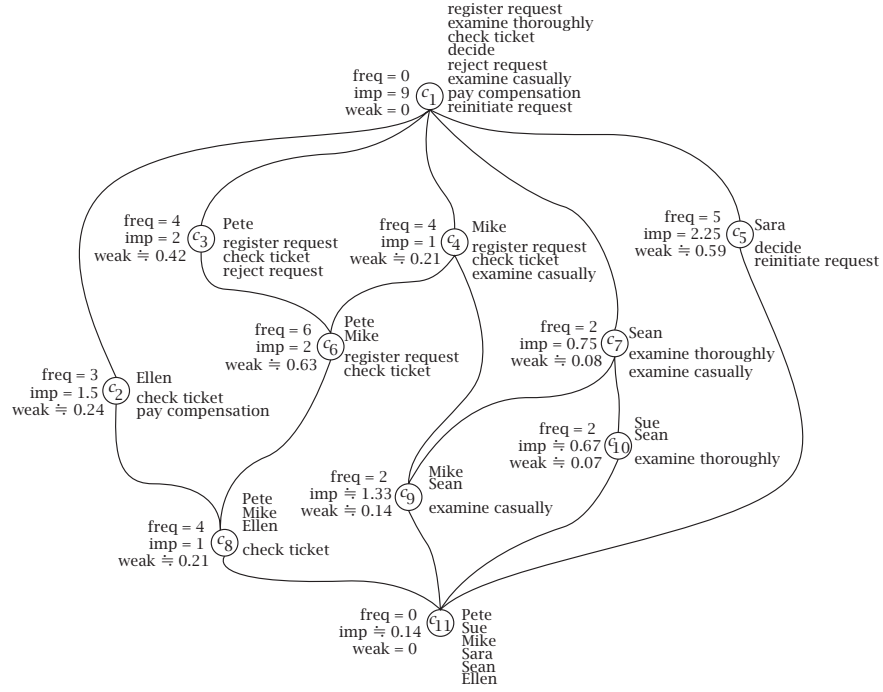 register request
examine thoroughly
check ticket
decide
reject request
examine casually
pay compensation
reinitiate request
freq = 0
imp = 9
weak = 0
c1
freq = 4
imp = 2
weak ≒ 0.42
c3
Pete
register request
check ticket
reject request
freq = 4
imp = 1
weak ≒ 0.21
c4
Mike
register request
check ticket
examine casually
freq = 5
imp = 2.25
weak ≒ 0.59
c5
Sara
decide
reinitiate request
freq = 6
imp = 2
weak ≒ 0.63
c6
Pete
Mike
register request
check ticket
freq = 2
imp = 0.75
weak ≒ 0.08
c7
Sean
examine thoroughly
examine casually
freq = 3
imp = 1.5
weak ≒ 0.24
c2
Ellen
check ticket
pay compensation
freq = 2
imp ≒ 0.67
weak ≒ 0.07
c10
Sue
Sean
examine thoroughly
freq = 2
imp ≒ 1.33
weak ≒ 0.14
c9
Mike
Sean
examine casually
freq = 4
imp = 1
weak ≒ 0.21
c8
Pete
Mike
Ellen
check ticket
freq = 0
imp ≒ 0.14
weak = 0
c11
Pete
Sue
Mike
Sara
Sean
Ellen